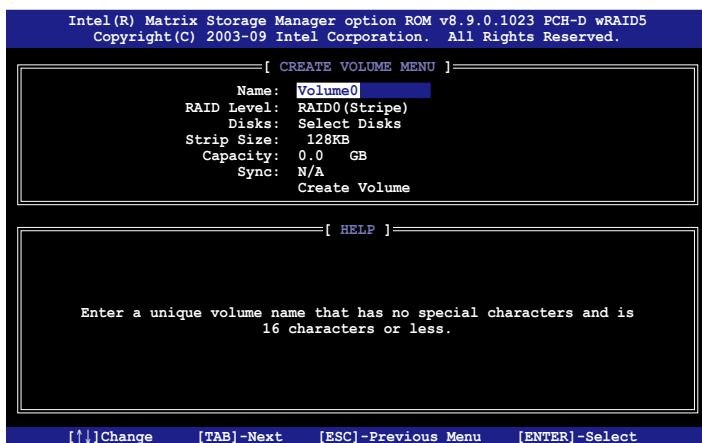 Intel(R) Matrix Storage Manager option ROM v8.9.0.1023 PCH-D wRAID5
Copyright(C) 2003-09 Intel Corporation. All Rights Reserved.
[ CREATE VOLUME MENU ]
Name: Volume0
RAID Level: RAID0(Stripe)
Disks: Select Disks
Strip Size: 128KB
Capacity: 0.0 GB
Sync: N/A
Create Volume
[ HELP ]
Enter a unique volume name that has no special characters and is
16 characters or less.
[↑↓]Change [TAB]-Next [ESC]-Previous Menu [ENTER]-Select